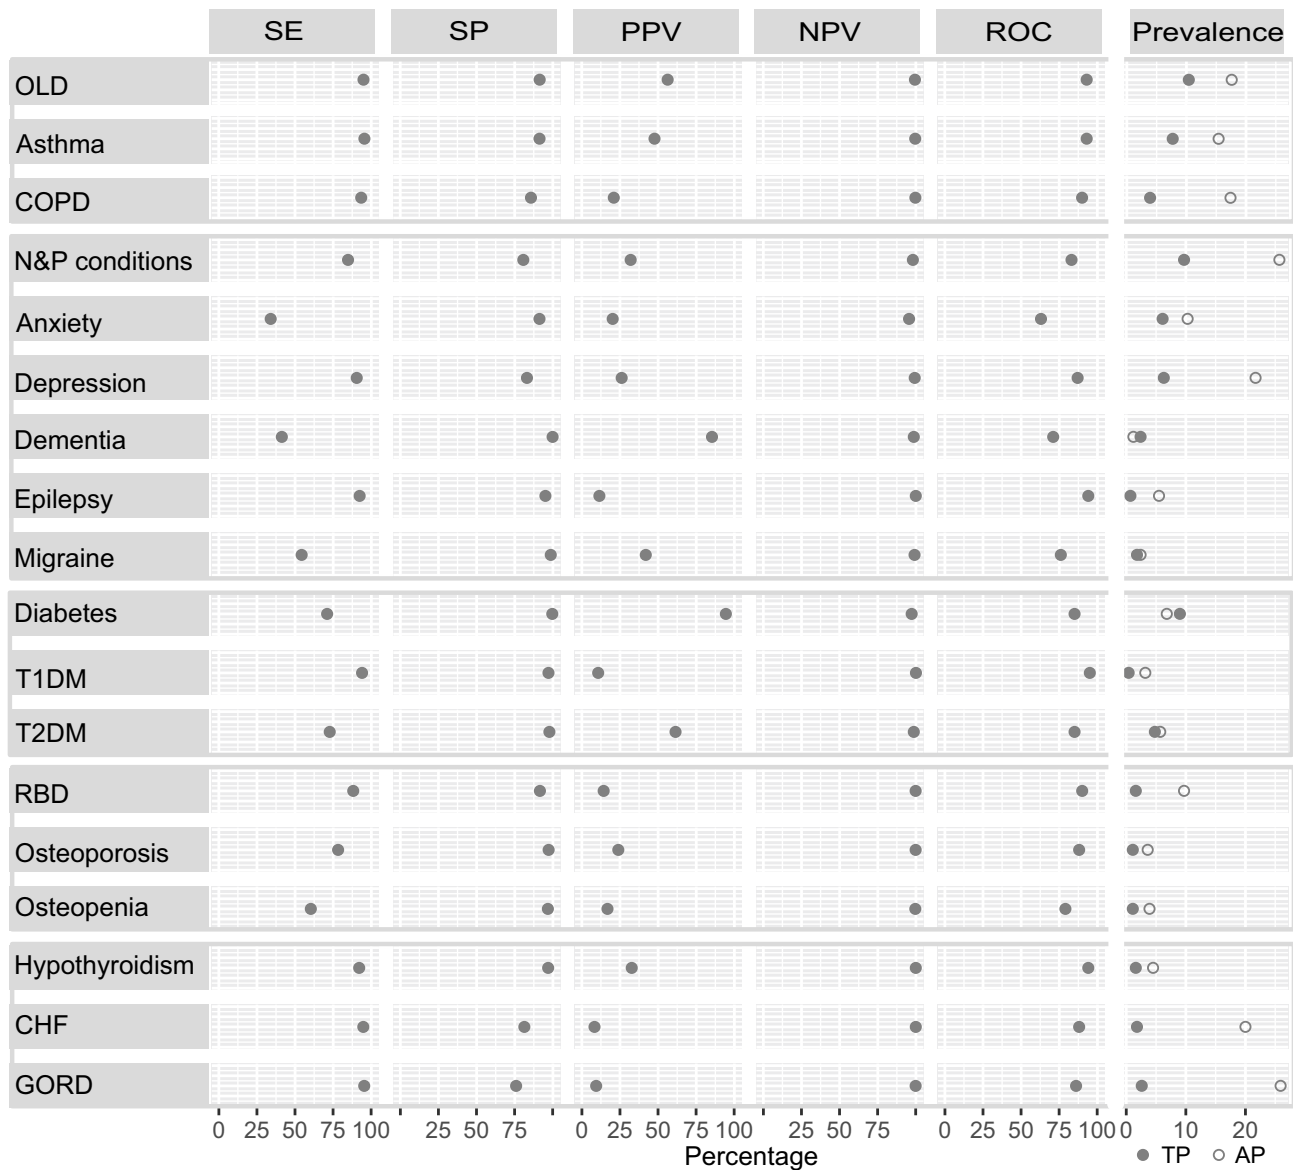 SE SP PPV NPV ROC Prevalence
OLD
Asthma
COPD
N&P conditions
Anxiety
Depression
Dementia
Epilepsy
Migraine
Diabetes
T1DM
T2DM
RBD
Osteoporosis
Osteopenia
Hypothyroidism
CHF
GORD
0 25 50 75 100 25 50 75 0 25 50 75 100 25 50 75 0 25 50 75 100 0 10 20
Percentage
TP AP